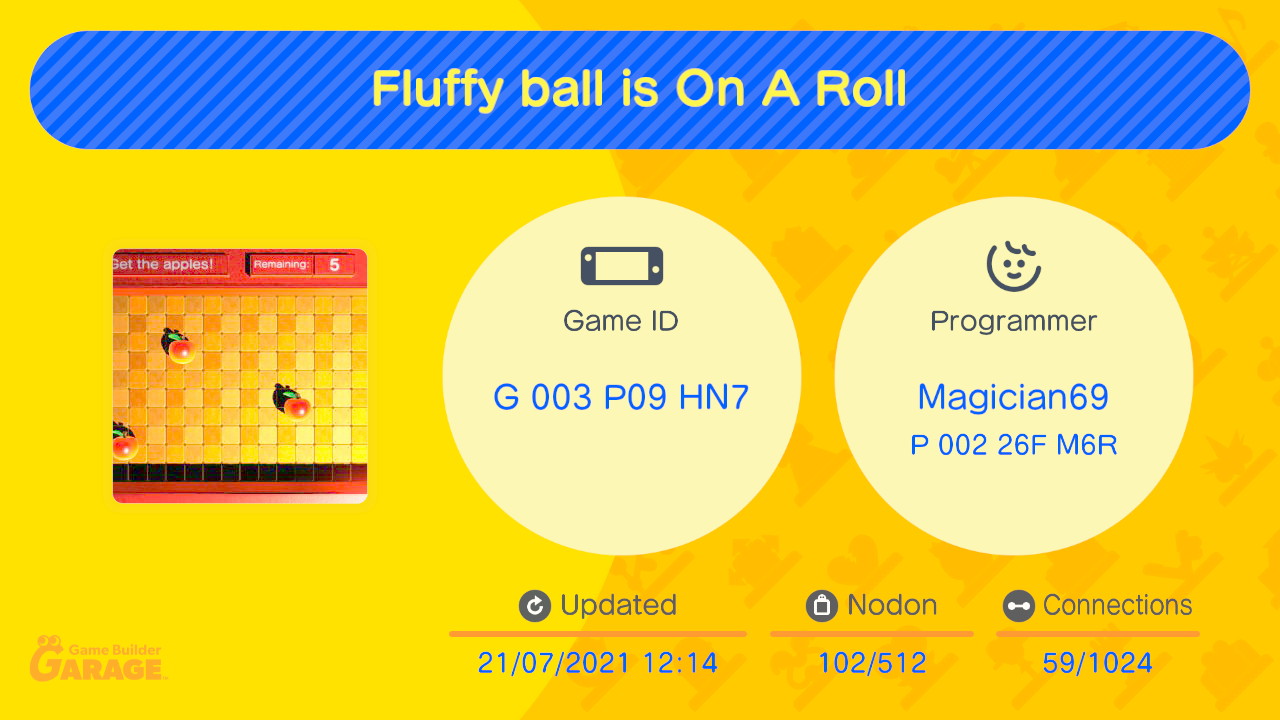 Fluffy ball is On A Roll
Get the apples!
Remaining: 5
Game ID
G 003 P09 HN7
Programmer
Magician69
P 002 26F M6R
Updated
21/07/2021 12:14
Nodon
102/512
Connections
59/1024
Game Builder
GARAGE